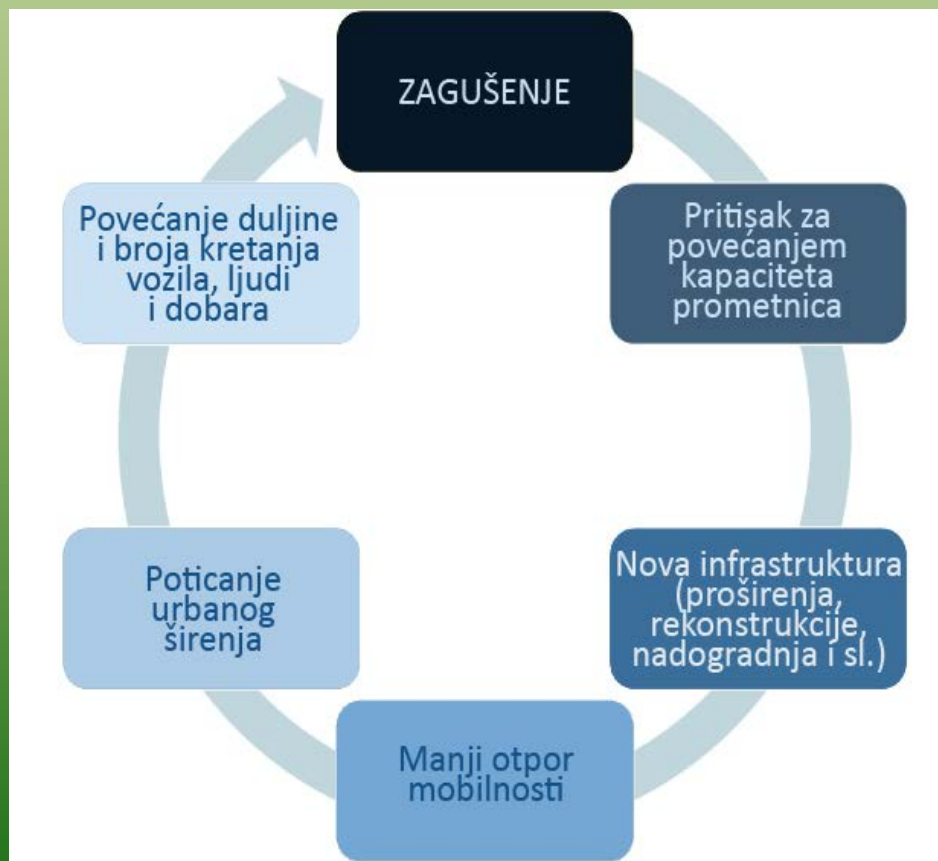 ZAGUŠENJE
Pritisak za
povećanjem
kapaciteta
prometnica
Nova infrastruktura
(proširenja,
rekonstrukcije,
nadogradnja i sl.)
Manji otpor
mobilnosti
Poticanje
urbanog
širenja
Povećanje duljine
i broja kretanja
vozila, ljudi
i dobara